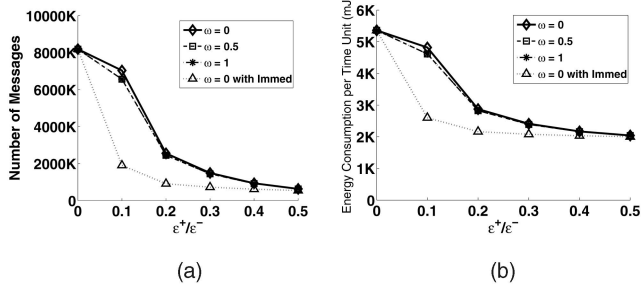 10000K
8000K
6000K
4000K
2000K
0
Number of Messages
0 0.1 0.2 0.3 0.4 0.5
ε+/ε−
ω = 0
ω = 0.5
ω = 1
ω = 0 with Immed
(a)
6K
5K
4K
3K
2K
1K
0
Energy Consumption per Time Unit (mJ
0 0.1 0.2 0.3 0.4 0.5
ε+/ε−
ω = 0
ω = 0.5
ω = 1
ω = 0 with Immed
(b)